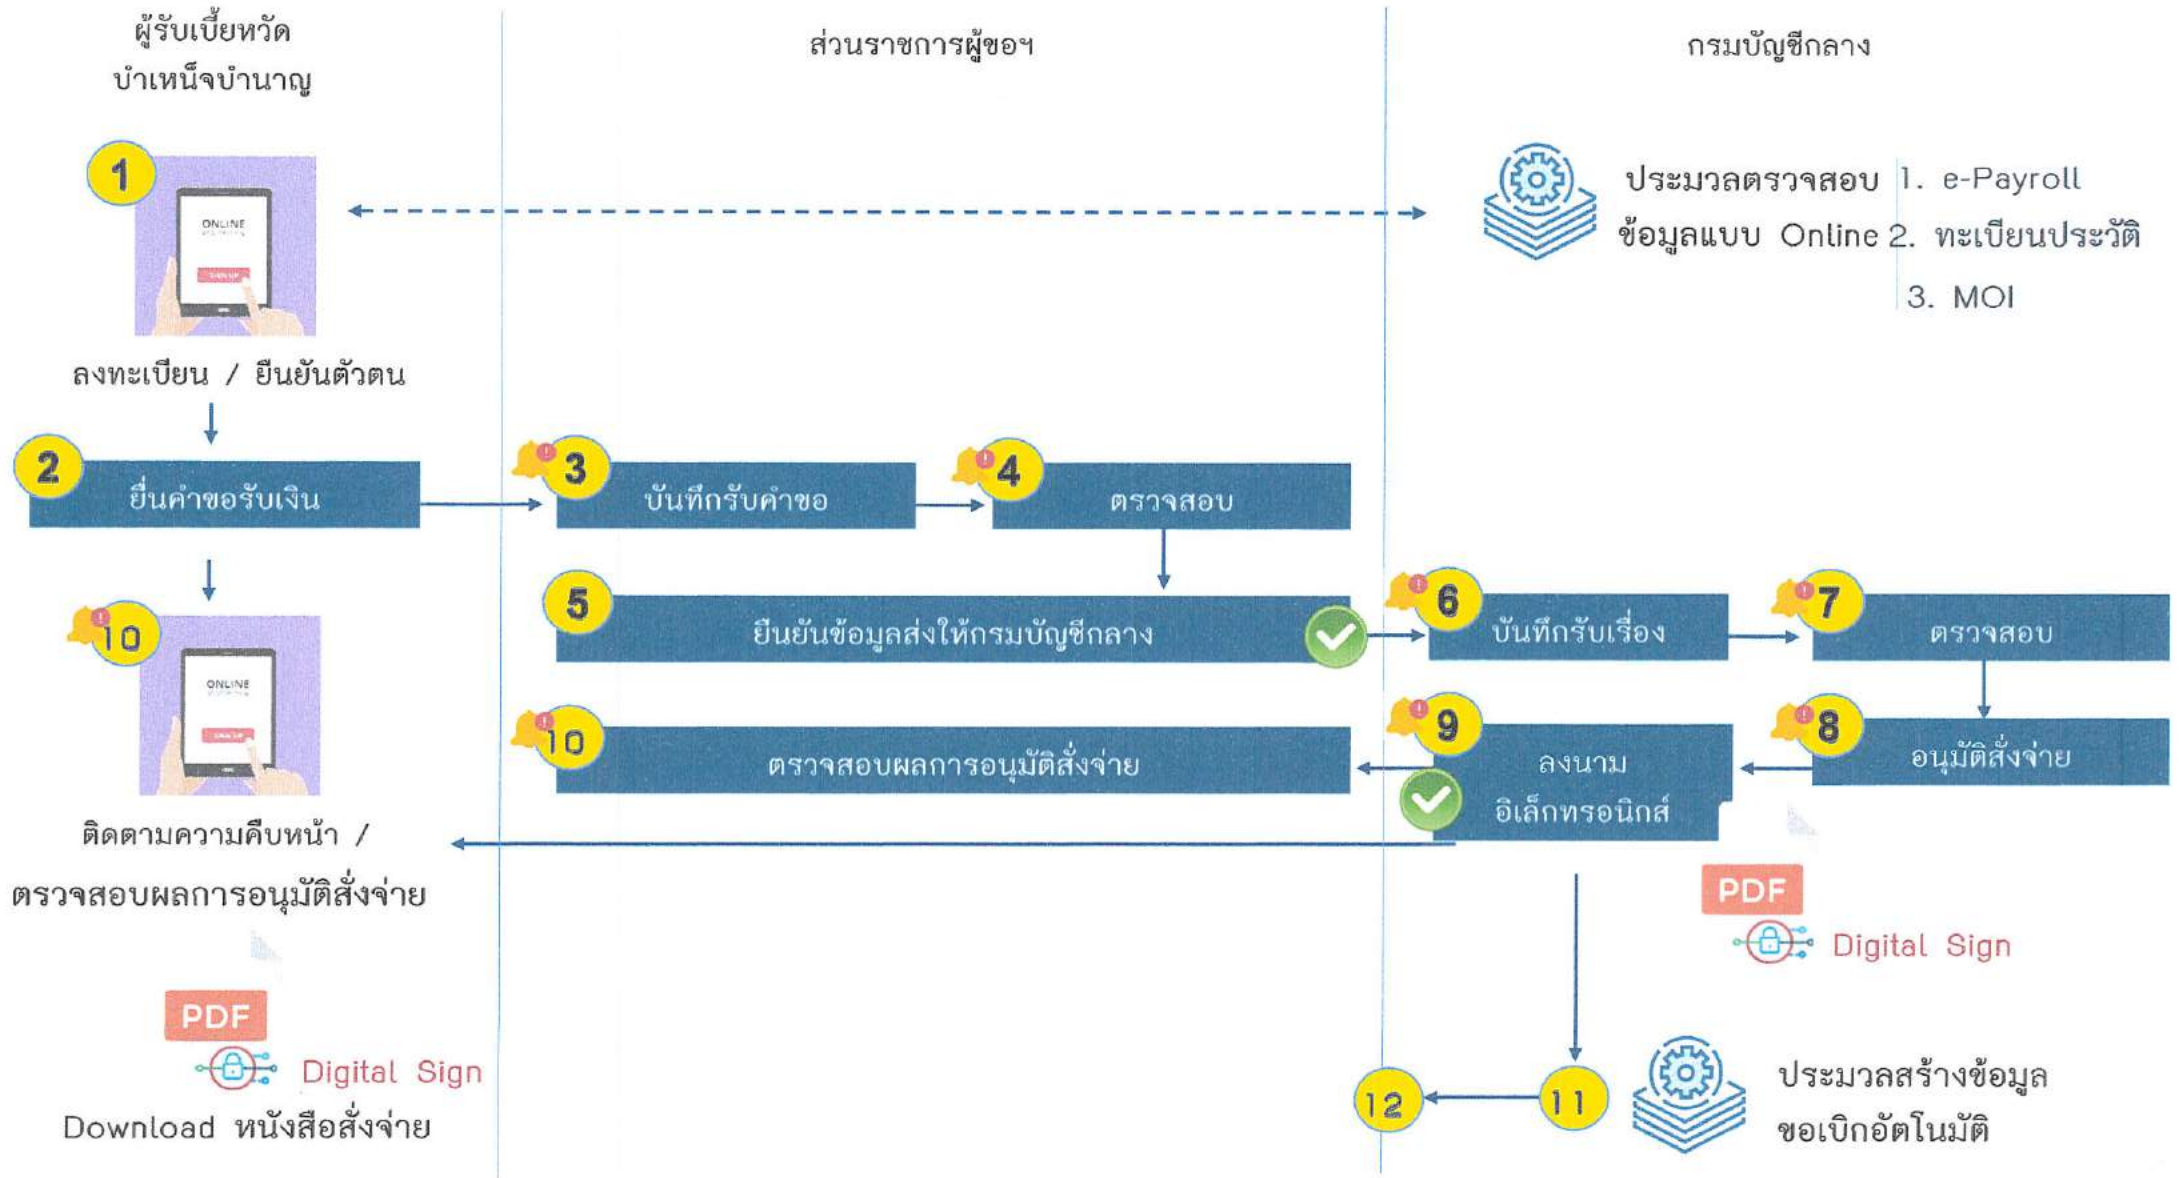 ผู้รับเบี้ยหวัด
บำเหน็จบำนาญ
ส่วนราชการผู้ขอฯ
กรมบัญชีกลาง
1
ONLINE
SIGN UP
ลงทะเบียน / ยืนยันตัวตน
ประมวลตรวจสอบ
ข้อมูลแบบ Online
1. e-Payroll
2. ทะเบียนประวัติ
3. MOI
2
ยื่นคำขอรับเงิน
3
บันทึกรับคำขอ
4
ตรวจสอบ
5
ยืนยันข้อมูลส่งให้กรมบัญชีกลาง
6
บันทึกรับเรื่อง
7
ตรวจสอบ
8
อนุมัติสั่งจ่าย
9
ลงนาม
อิเล็กทรอนิกส์
10
ตรวจสอบผลการอนุมัติสั่งจ่าย
10
ONLINE
SIGN UP
ติดตามความคืบหน้า /
ตรวจสอบผลการอนุมัติสั่งจ่าย
PDF
Digital Sign
Download หนังสือสั่งจ่าย
PDF
Digital Sign
11
12
ประมวลสร้างข้อมูล
ขอเบิกอัตโนมัติ